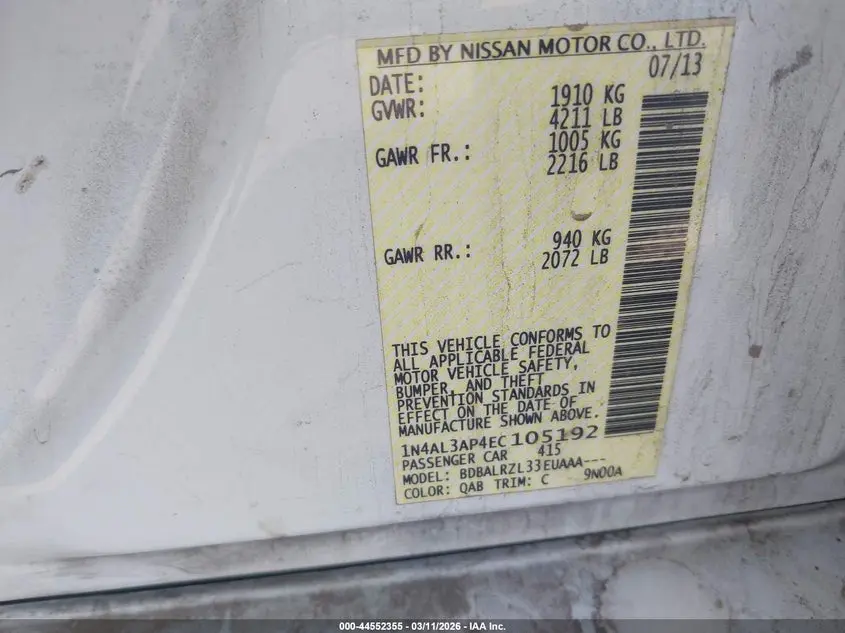 MFD BY NISSAN MOTOR CO., LTD.
DATE: 07/13
GVWR: 1910 KG
4211 LB
GAWR FR.: 1005 KG
2216 LB
GAWR RR.: 940 KG
2072 LB
THIS VEHICLE CONFORMS TO
ALL APPLICABLE FEDERAL
MOTOR VEHICLE SAFETY,
BUMPER, AND THEFT
PREVENTION STANDARDS IN
EFFECT ON THE DATE OF
MANUFACTURE SHOWN ABOVE.
1N4AL3AP4EC105192
PASSENGER CAR 415
MODEL: BDBALRZL33EUAAA---
COLOR: QAB TRIM: C 9N00A
000-44552355 | 03/11/2026 | © IAA, Inc.